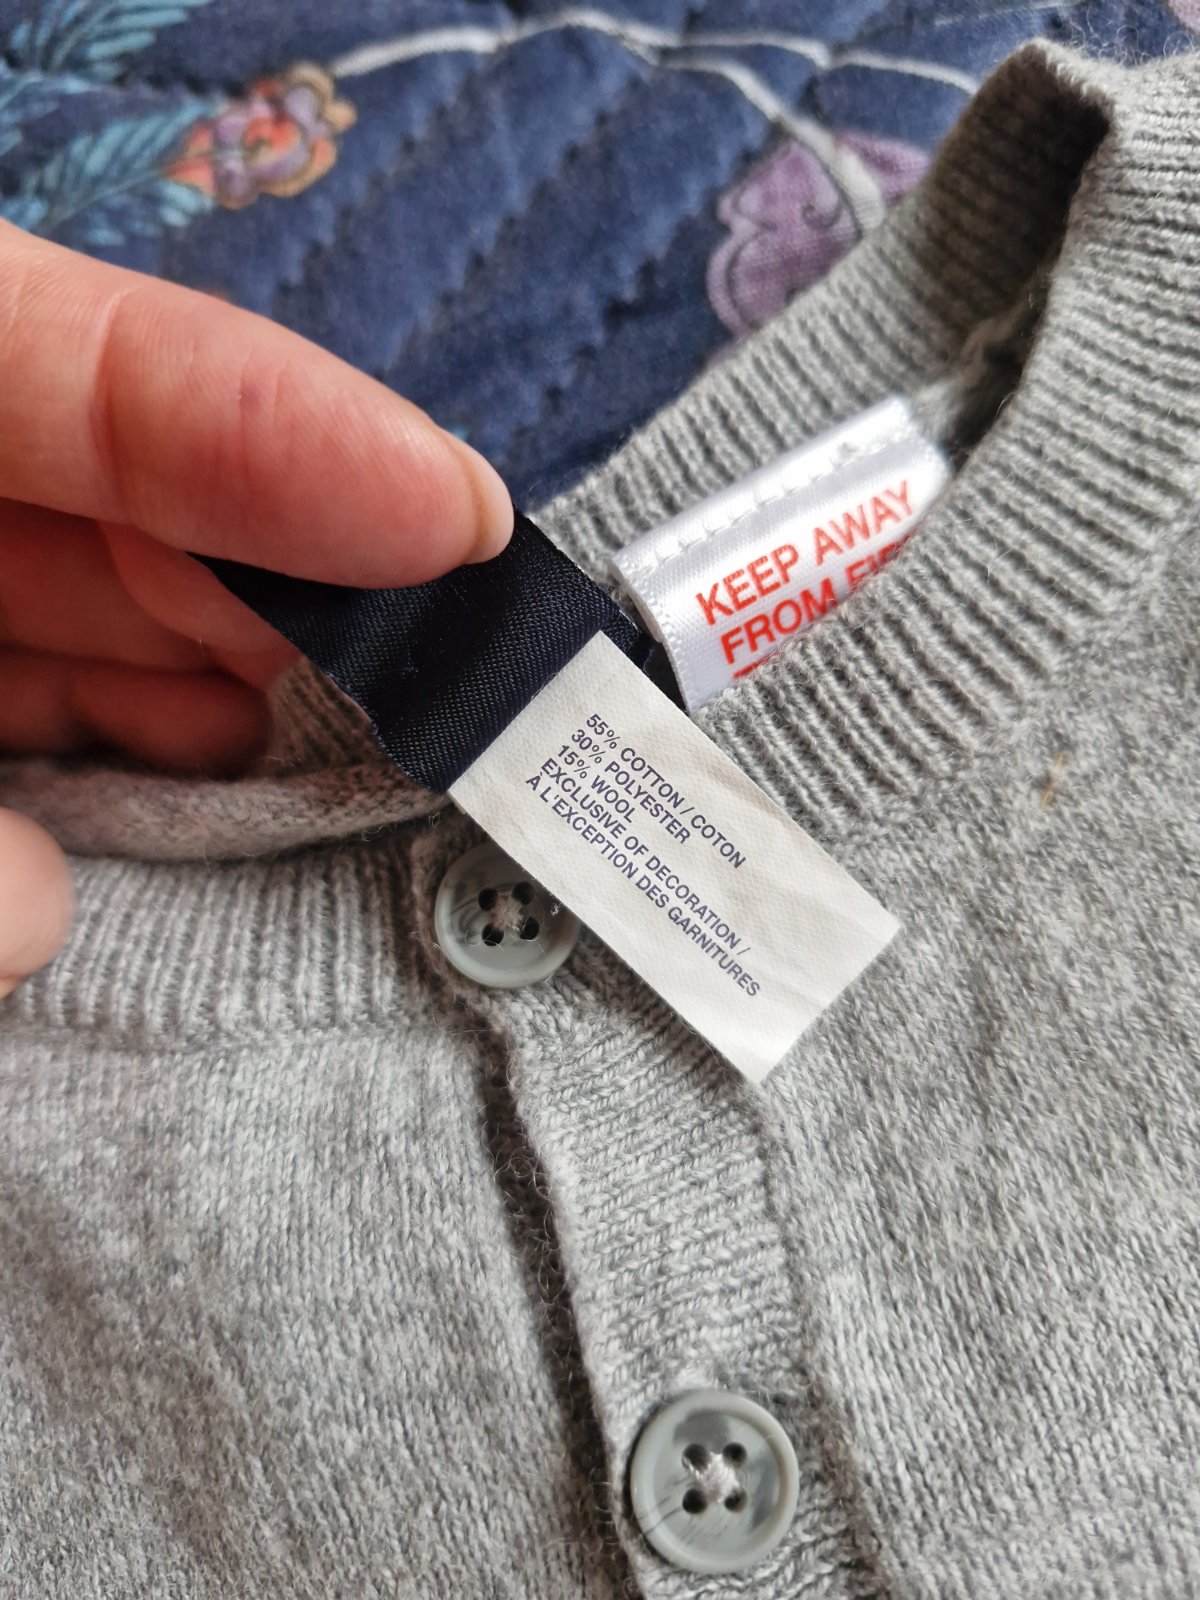 KEEP AWAY
FROM
55% COTTON / COTON
30% POLYESTER
15% WOOL
EXCLUSIVE OF DECORATION /
À L'EXCEPTION DES GARNITURES